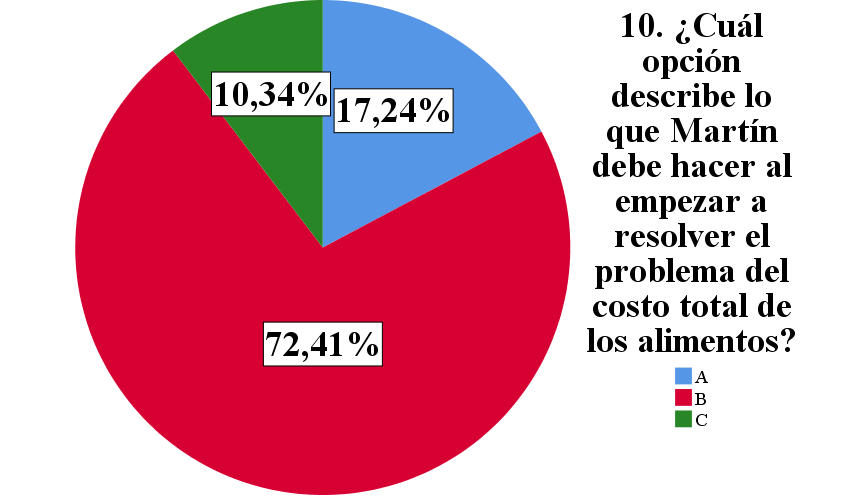 10. ¿Cuál
opción
describe lo
que Martín
debe hacer al
empezar a
resolver el
problema del
costo total de
los alimentos?
A
B
C
10,34%
17,24%
72,41%